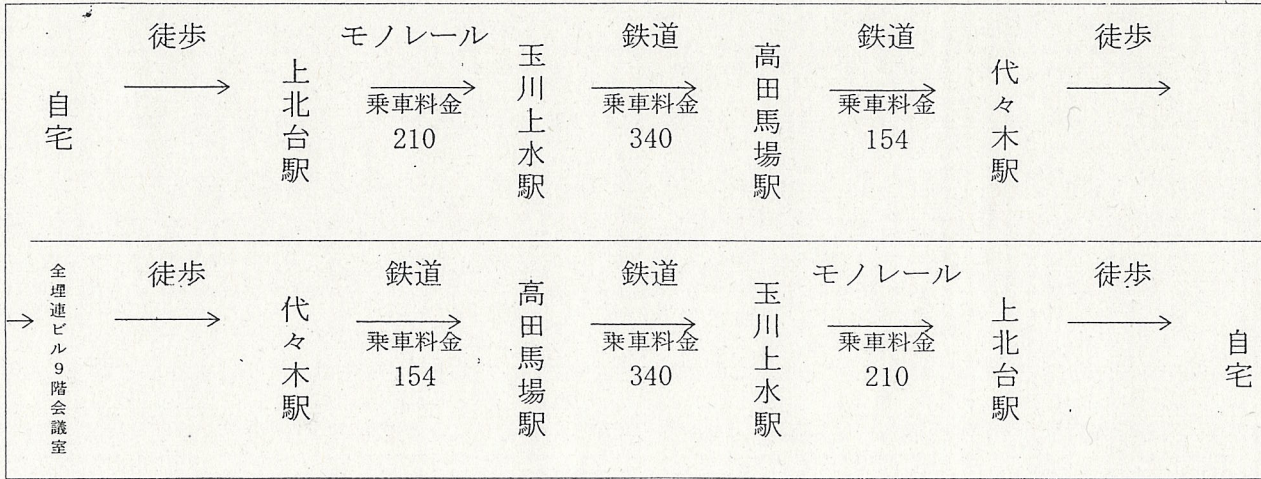 自宅
徒歩
上北台駅
モノレール
乗車料金
210
玉川上水駅
鉄道
乗車料金
340
高田馬場駅
鉄道
乗車料金
154
代々木駅
徒歩
全理連ビル9階会議室
徒歩
代々木駅
鉄道
乗車料金
154
高田馬場駅
鉄道
乗車料金
340
玉川上水駅
モノレール
乗車料金
210
上北台駅
徒歩
自宅